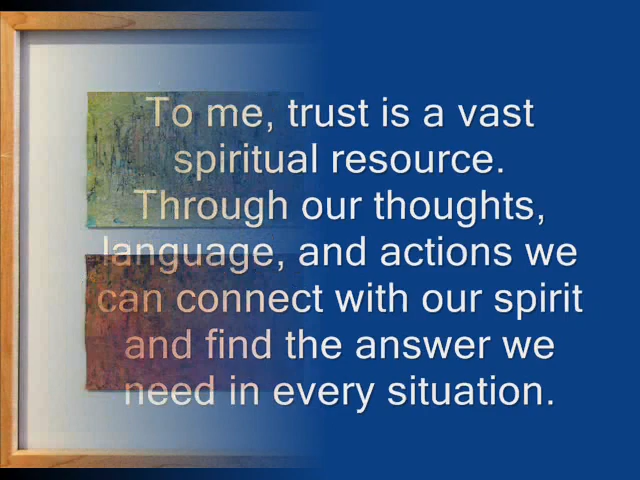 To me, trust is a vast
spiritual resource.
Through our thoughts,
language, and actions we
can connect with our spirit
and find the answer we
need in every situation.